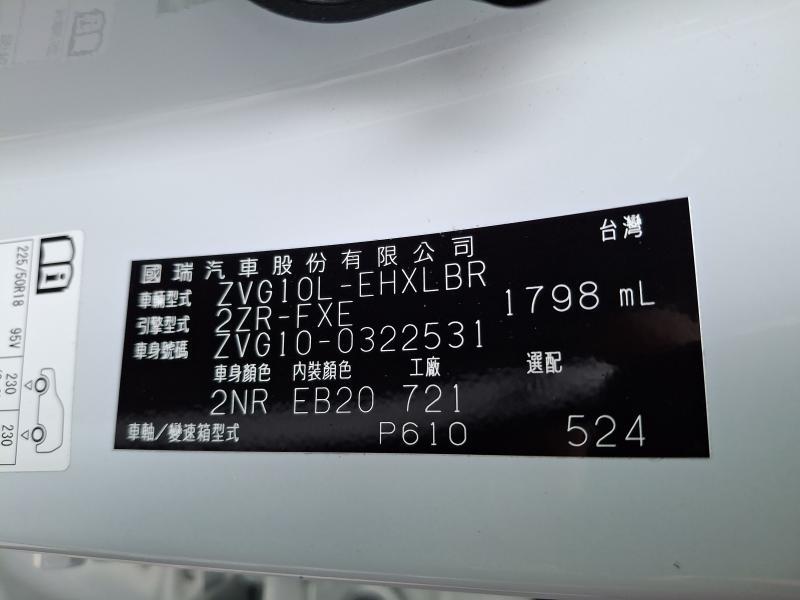 台灣
國瑞汽車股份有限公司
車輛型式 ZVG10L-EHXLBR
引擎型式 2ZR-FXE 1798 mL
車身號碼 ZVG10-0322531
車身顏色 內裝顏色 工廠 選配
2NR EB20 721
車軸/變速箱型式 P610 524
225/50R18 95V
230
230